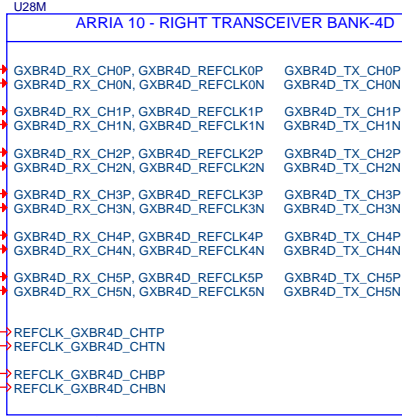 U28M
ARRIA 10 - RIGHT TRANSCEIVER BANK-4D
GXBR4D_RX_CH0P, GXBR4D_REFCLK0P GXBR4D_TX_CH0P
GXBR4D_RX_CH0N, GXBR4D_REFCLK0N GXBR4D_TX_CH0N
GXBR4D_RX_CH1P, GXBR4D_REFCLK1P GXBR4D_TX_CH1P
GXBR4D_RX_CH1N, GXBR4D_REFCLK1N GXBR4D_TX_CH1N
GXBR4D_RX_CH2P, GXBR4D_REFCLK2P GXBR4D_TX_CH2P
GXBR4D_RX_CH2N, GXBR4D_REFCLK2N GXBR4D_TX_CH2N
GXBR4D_RX_CH3P, GXBR4D_REFCLK3P GXBR4D_TX_CH3P
GXBR4D_RX_CH3N, GXBR4D_REFCLK3N GXBR4D_TX_CH3N
GXBR4D_RX_CH4P, GXBR4D_REFCLK4P GXBR4D_TX_CH4P
GXBR4D_RX_CH4N, GXBR4D_REFCLK4N GXBR4D_TX_CH4N
GXBR4D_RX_CH5P, GXBR4D_REFCLK5P GXBR4D_TX_CH5P
GXBR4D_RX_CH5N, GXBR4D_REFCLK5N GXBR4D_TX_CH5N
REFCLK_GXBR4D_CHTP
REFCLK_GXBR4D_CHTN
REFCLK_GXBR4D_CHBP
REFCLK_GXBR4D_CHBN